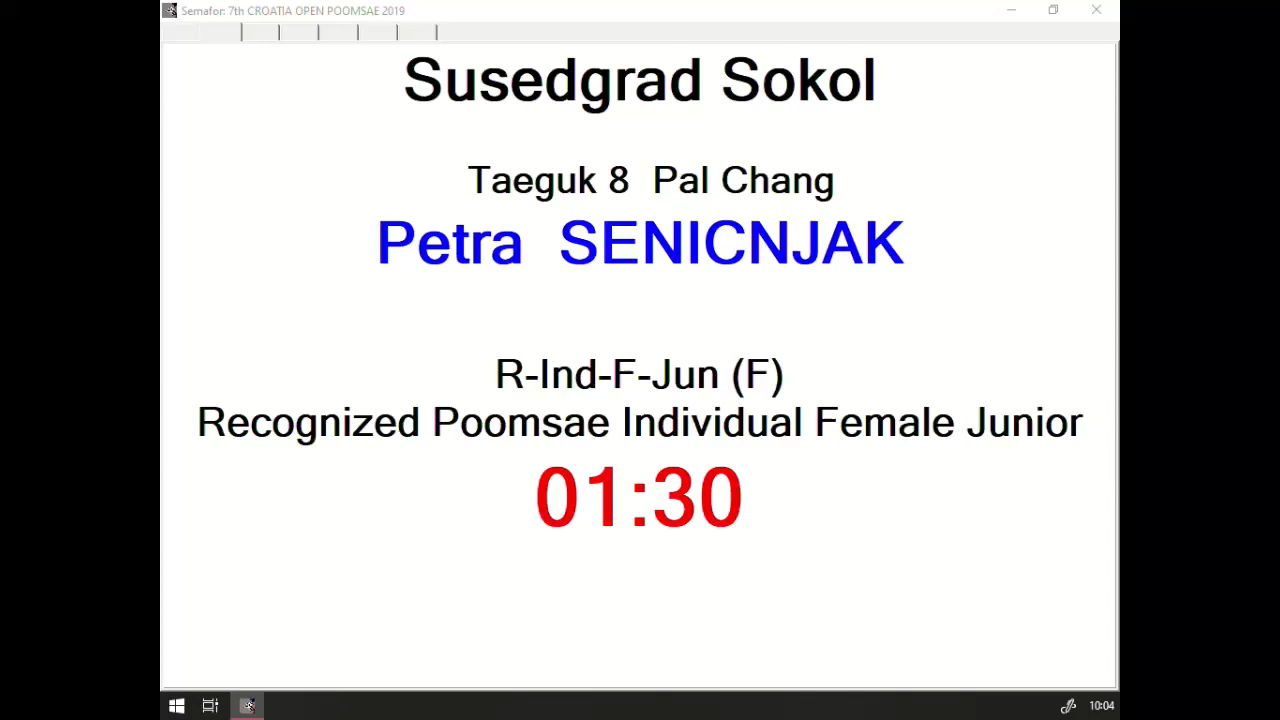 Semafor: 7th CROATIA OPEN POOMSAE 2019
Susedgrad Sokol
Taeguk 8 Pal Chang
Petra SENICNJAK
R-Ind-F-Jun (F)
Recognized Poomsae Individual Female Junior
01:30
10:04